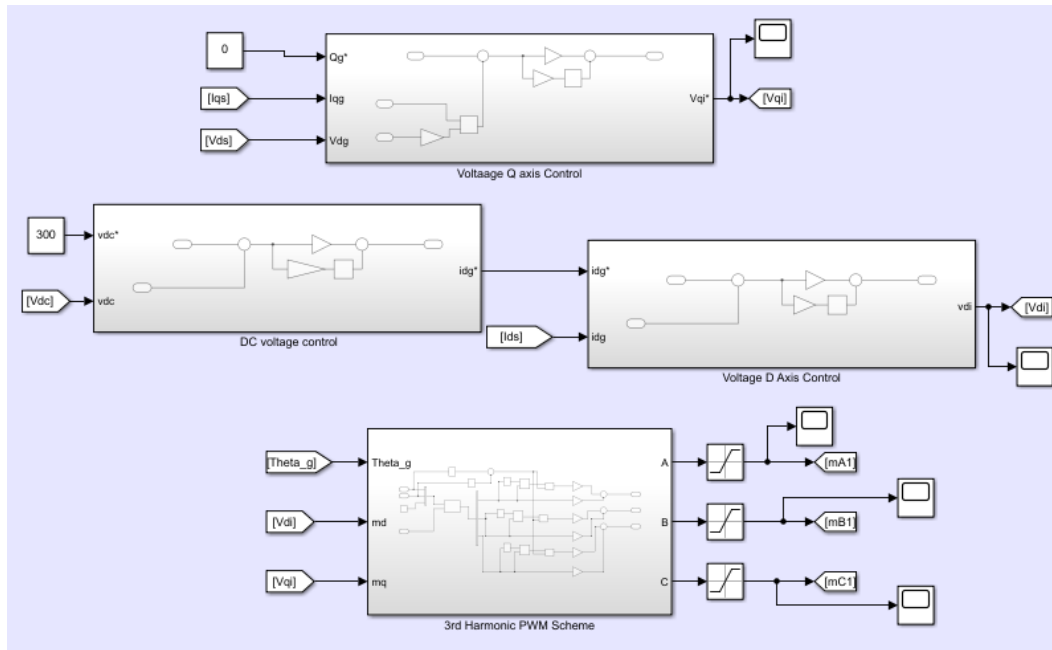 0
Qg*
[Iqs]
Iqg
Vqi*
[Vqi]
[Vds]
Vdg
Voltaage Q axis Control
300
vdc*
idg*
idg*
[Vdc]
vdc
vdi
[Vdi]
[Ids]
idg
DC voltage control
Voltage D Axis Control
[Theta_g]
Theta_g
A
[mA1]
[Vdi]
md
B
[mB1]
[Vqi]
mq
C
[mC1]
3rd Harmonic PWM Scheme